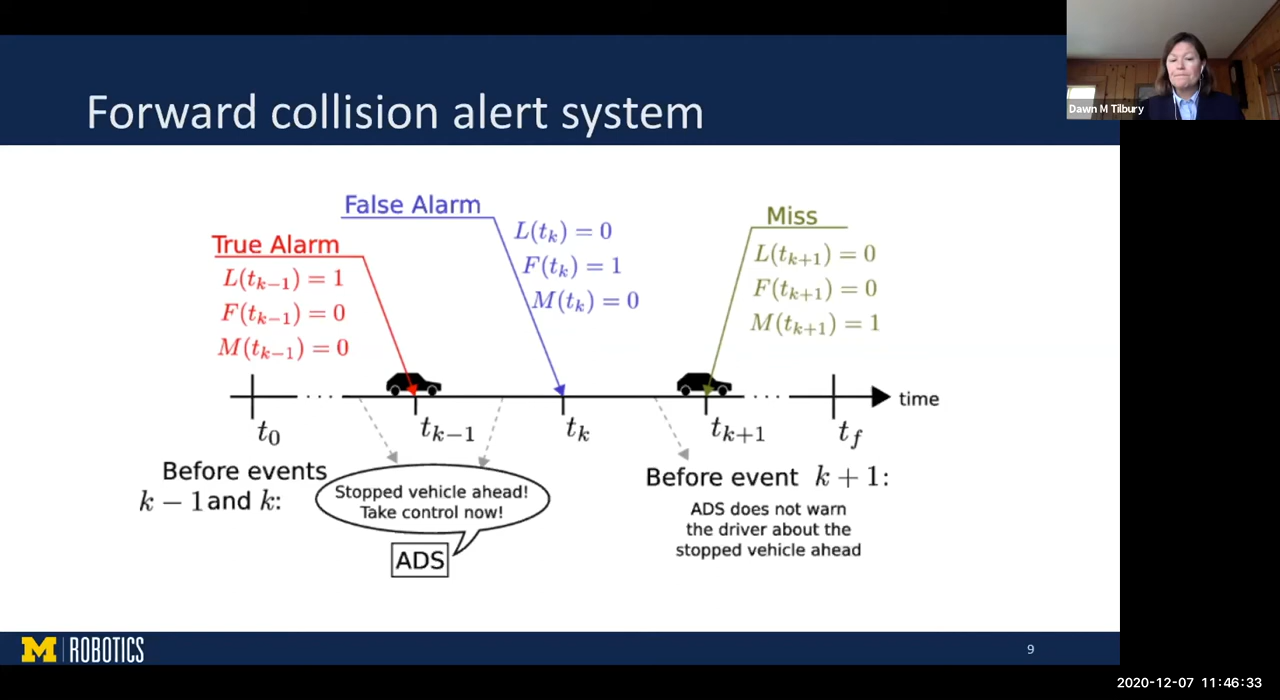 Dawn M Tilbury
Forward collision alert system
False Alarm
L(t_k) = 0
F(t_k) = 1
M(t_k) = 0
True Alarm
L(t_{k−1}) = 1
F(t_{k−1}) = 0
M(t_{k−1}) = 0
Miss
L(t_{k+1}) = 0
F(t_{k+1}) = 0
M(t_{k+1}) = 1
... ...
time
t_0 t_{k−1} t_k t_{k+1} t_f
Before events
k − 1 and k:
Stopped vehicle ahead!
Take control now!
ADS
Before event k + 1:
ADS does not warn
the driver about the
stopped vehicle ahead
M ROBOTICS
9
2020-12-07 11:46:33